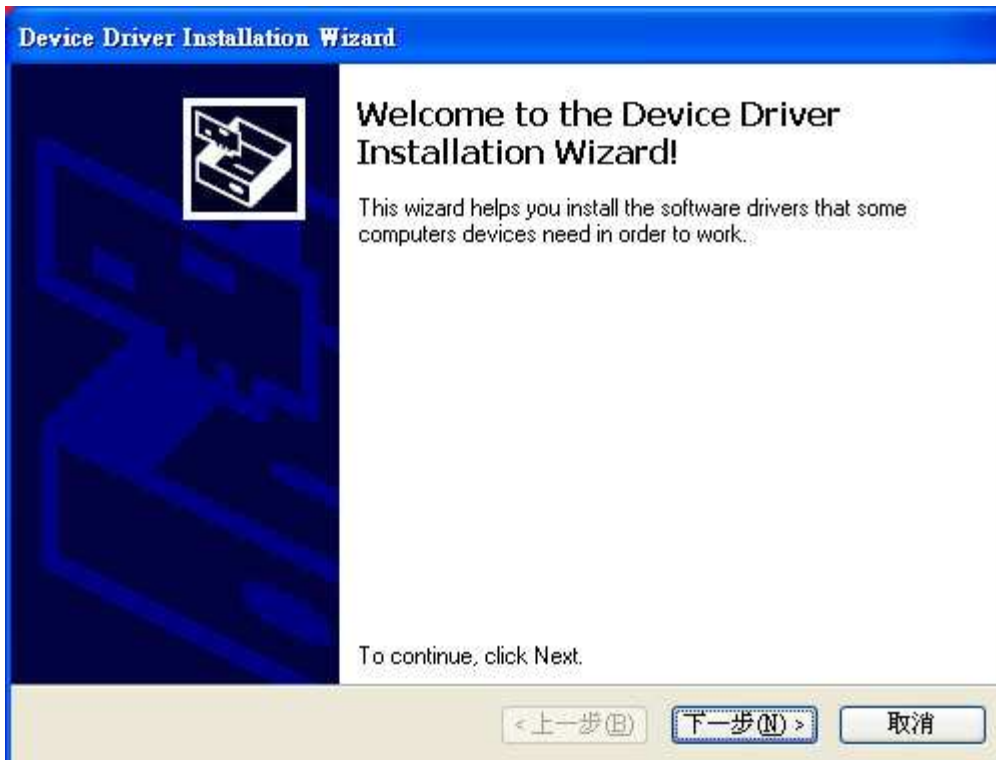 Device Driver Installation Wizard
Welcome to the Device Driver
Installation Wizard!
This wizard helps you install the software drivers that some
computers devices need in order to work.
To continue, click Next.
<上一步(B) 下一步(N) > 取消